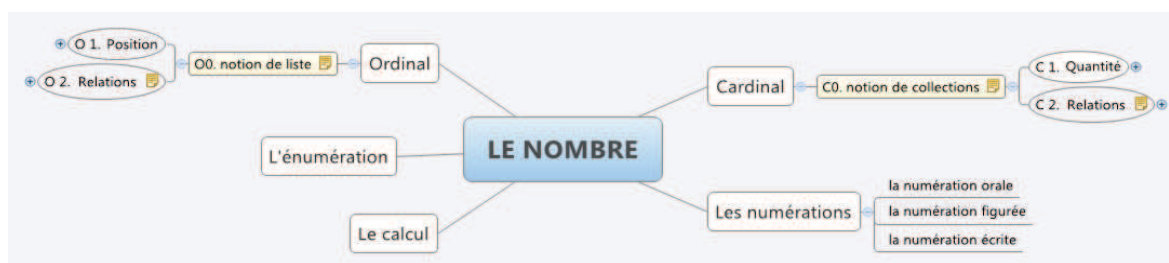 O 1. Position
O 2. Relations
O0. notion de liste
Ordinal
L'énumération
Le calcul
LE NOMBRE
Cardinal
C0. notion de collections
C 1. Quantité
C 2. Relations
Les numérations
la numération orale
la numération figurée
la numération écrite